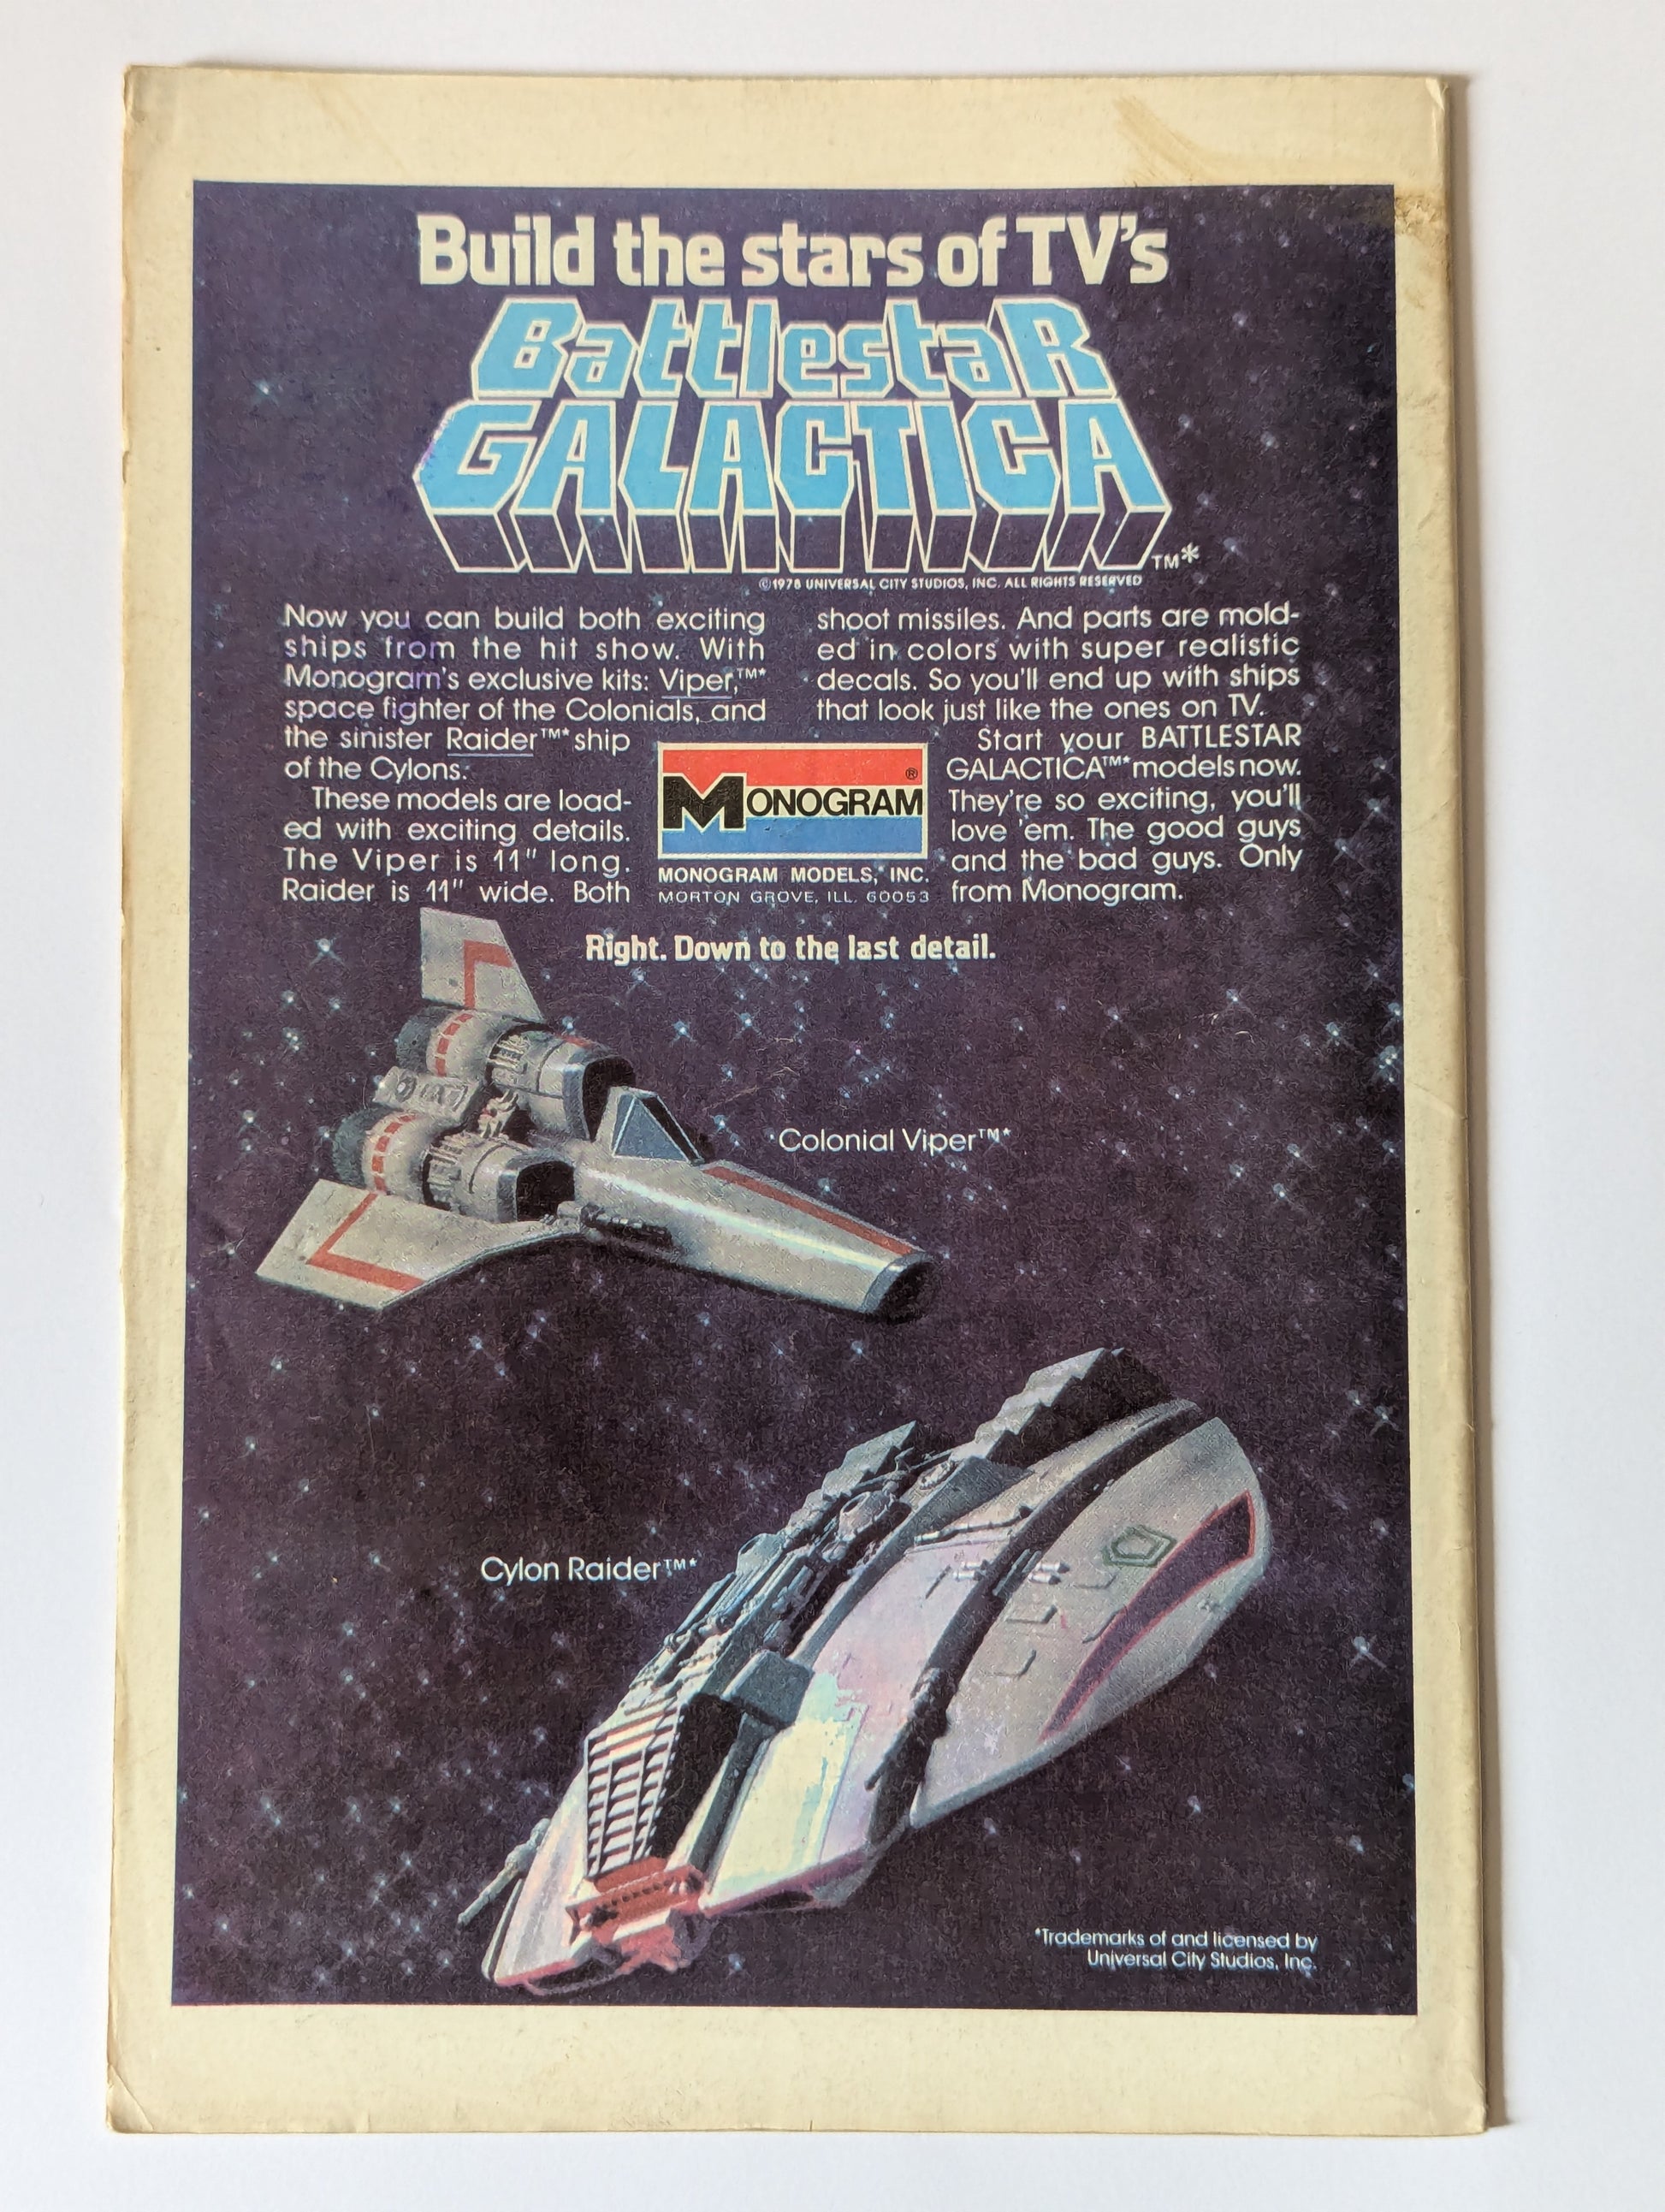 Build the stars of TV's
BattlestaR
GALACTICA
TM*
©1978 UNIVERSAL CITY STUDIOS, INC. ALL RIGHTS RESERVED
Now you can build both exciting
ships from the hit show. With
Monogram's exclusive kits: Viper,™*
space fighter of the Colonials, and
the sinister Raider™* ship
of the Cylons.
These models are load-
ed with exciting details.
The Viper is 11" long.
Raider is 11" wide. Both
shoot missiles. And parts are mold-
ed in colors with super realistic
decals. So you'll end up with ships
that look just like the ones on TV.
Start your BATTLESTAR
GALACTICA™* models now.
They're so exciting, you'll
love 'em. The good guys
and the bad guys. Only
from Monogram.
MONOGRAM®
MONOGRAM MODELS, INC.
MORTON GROVE, ILL. 60053
Right. Down to the last detail.
Colonial Viper™*
Cylon Raider™*
*Trademarks of and licensed by
Universal City Studios, Inc.